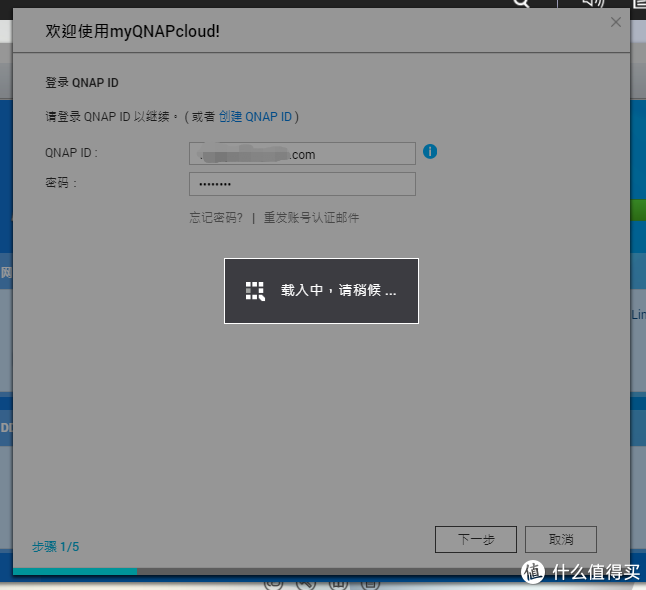 欢迎使用myQNAPcloud!
登录 QNAP ID
请登录 QNAP ID 以继续。 ( 或者 创建 QNAP ID )
QNAP ID :
.com
密码 :
••••••••
忘记密码? | 重发账号认证邮件
网
载入中，请稍候 ...
Lin
步骤 1/5
下一步
取消
值 什么值得买